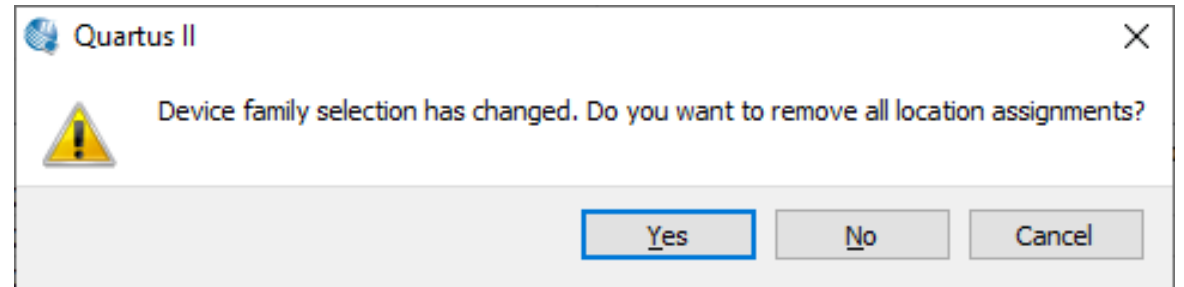 Quartus II
Device family selection has changed. Do you want to remove all location assignments?
Yes No Cancel